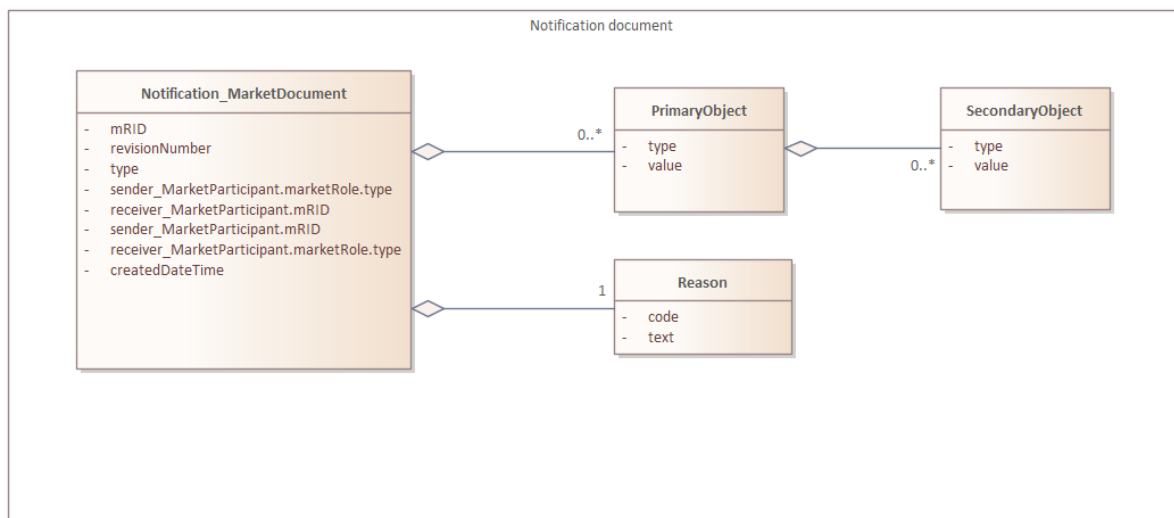 Notification document
Notification_MarketDocument
- mRID
- revisionNumber
- type
- sender_MarketParticipant.marketRole.type
- receiver_MarketParticipant.mRID
- sender_MarketParticipant.mRID
- receiver_MarketParticipant.marketRole.type
- createdDateTime
0..*
PrimaryObject
- type
- value
0..*
SecondaryObject
- type
- value
1
Reason
- code
- text